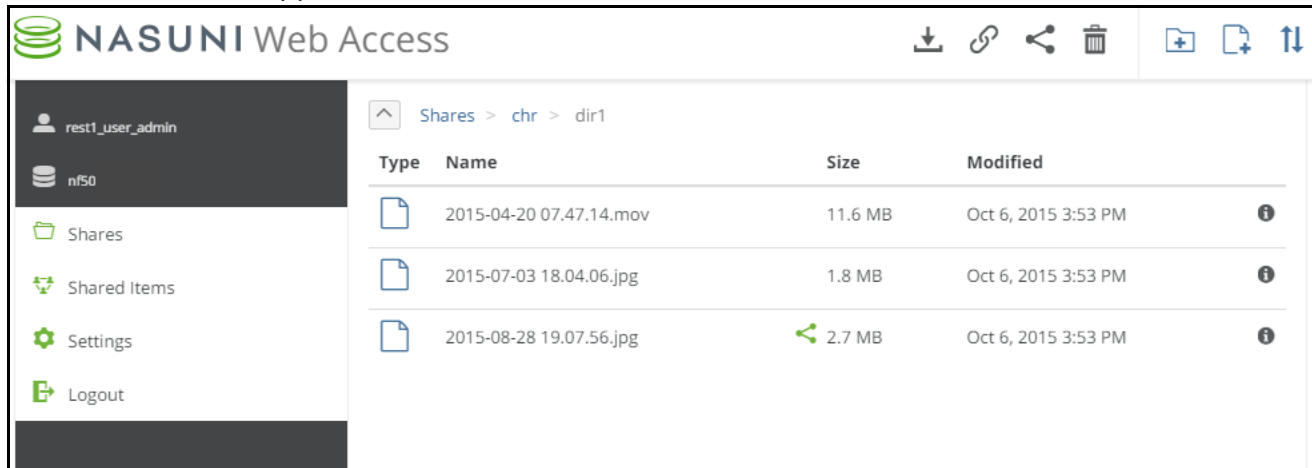 NASUNI Web Access
rest1_user_admin
nf50
Shares
Shared Items
Settings
Logout
Shares > chr > dir1
Type Name Size Modified
2015-04-20 07.47.14.mov 11.6 MB Oct 6, 2015 3:53 PM
2015-07-03 18.04.06.jpg 1.8 MB Oct 6, 2015 3:53 PM
2015-08-28 19.07.56.jpg 2.7 MB Oct 6, 2015 3:53 PM